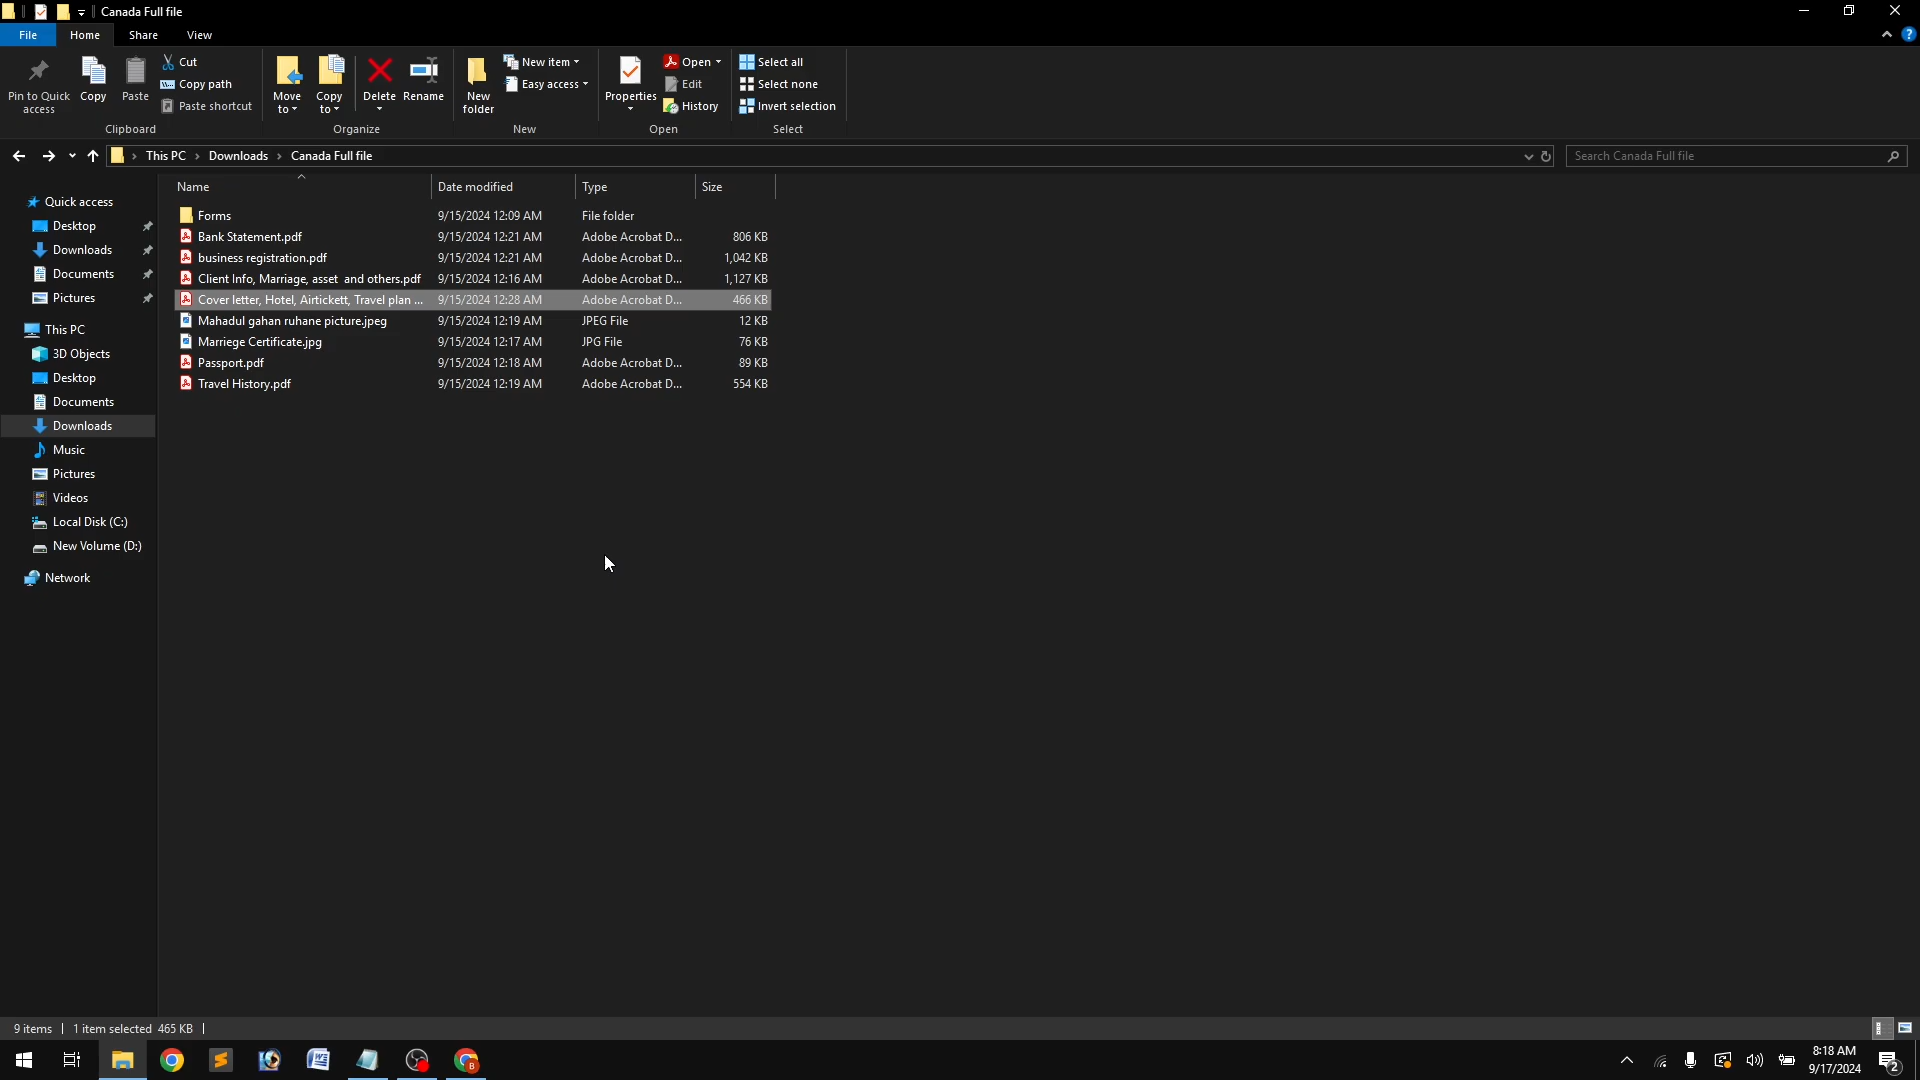 Canada Full file
File Home Share View
Pin to Quick access
Copy
Paste
Cut
Copy path
Paste shortcut
Clipboard
Move to
Copy to
Delete
Rename
Organize
New folder
New item
Easy access
New
Properties
Open
Edit
History
Open
Select all
Select none
Invert selection
Select
This PC > Downloads > Canada Full file
Search Canada Full file
Quick access
Desktop
Downloads
Documents
Pictures
This PC
3D Objects
Desktop
Documents
Downloads
Music
Pictures
Videos
Local Disk (C:)
New Volume (D:)
Network
Name Date modified Type Size
Forms 9/15/2024 12:09 AM File folder
Bank Statement.pdf 9/15/2024 12:21 AM Adobe Acrobat D... 806 KB
business registration.pdf 9/15/2024 12:21 AM Adobe Acrobat D... 1,042 KB
Client Info, Marriage, asset and others.pdf 9/15/2024 12:16 AM Adobe Acrobat D... 1,127 KB
Cover letter, Hotel, Airtickett, Travel plan ... 9/15/2024 12:28 AM Adobe Acrobat D... 466 KB
Mahadul gahan ruhane picture.jpeg 9/15/2024 12:19 AM JPEG File 12 KB
Marriege Certificate.jpg 9/15/2024 12:17 AM JPG File 76 KB
Passport.pdf 9/15/2024 12:18 AM Adobe Acrobat D... 89 KB
Travel History.pdf 9/15/2024 12:19 AM Adobe Acrobat D... 554 KB
9 items | 1 item selected 465 KB |
B
8:18 AM
9/17/2024
2